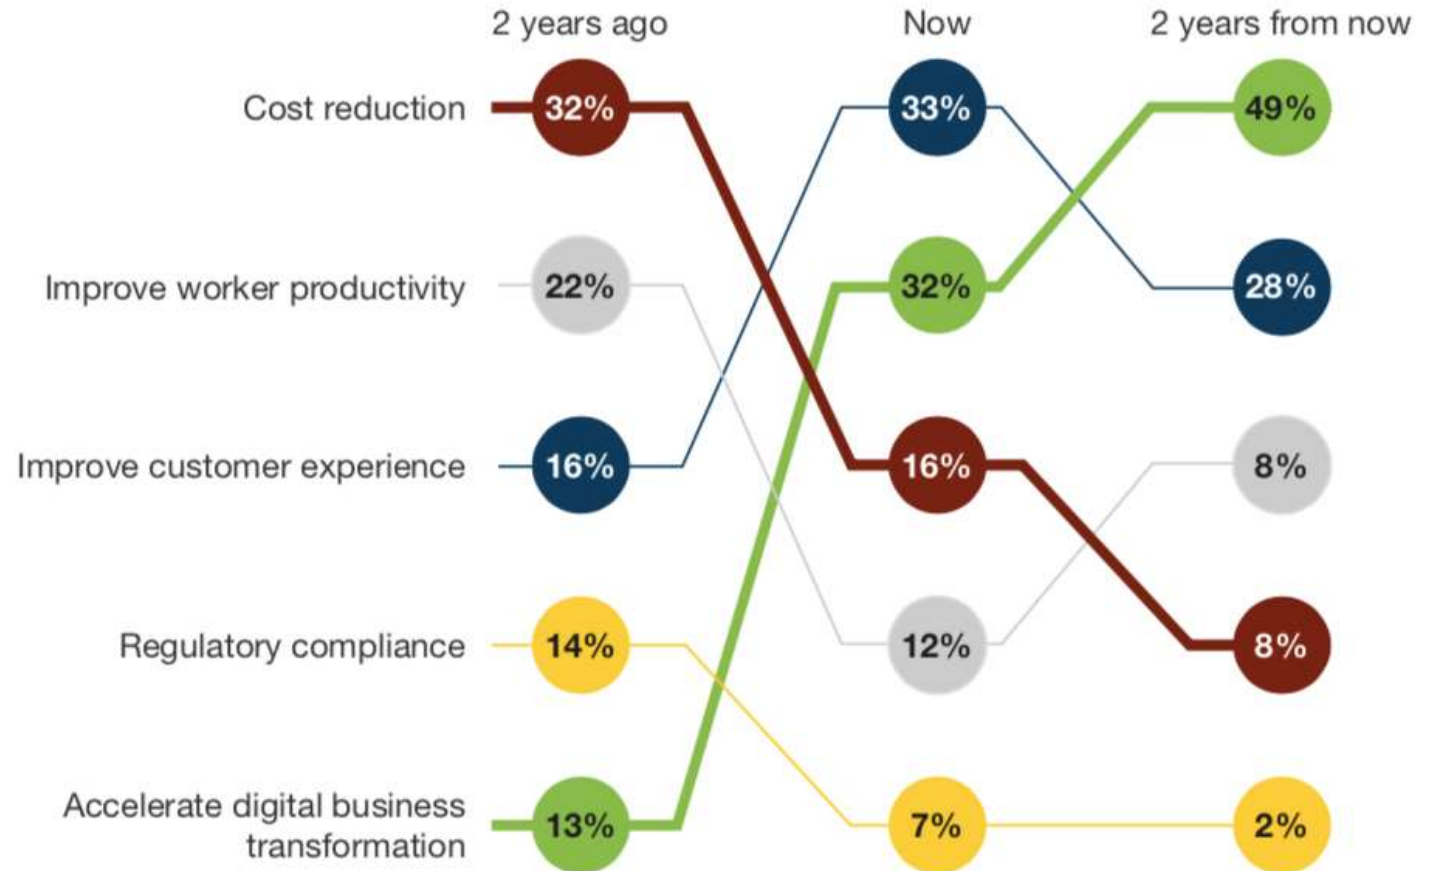 2 years ago Now 2 years from now
Cost reduction 32% 33% 49%
Improve worker productivity 22% 32% 28%
Improve customer experience 16% 16% 8%
Regulatory compliance 14% 12% 8%
Accelerate digital business
transformation 13% 7% 2%